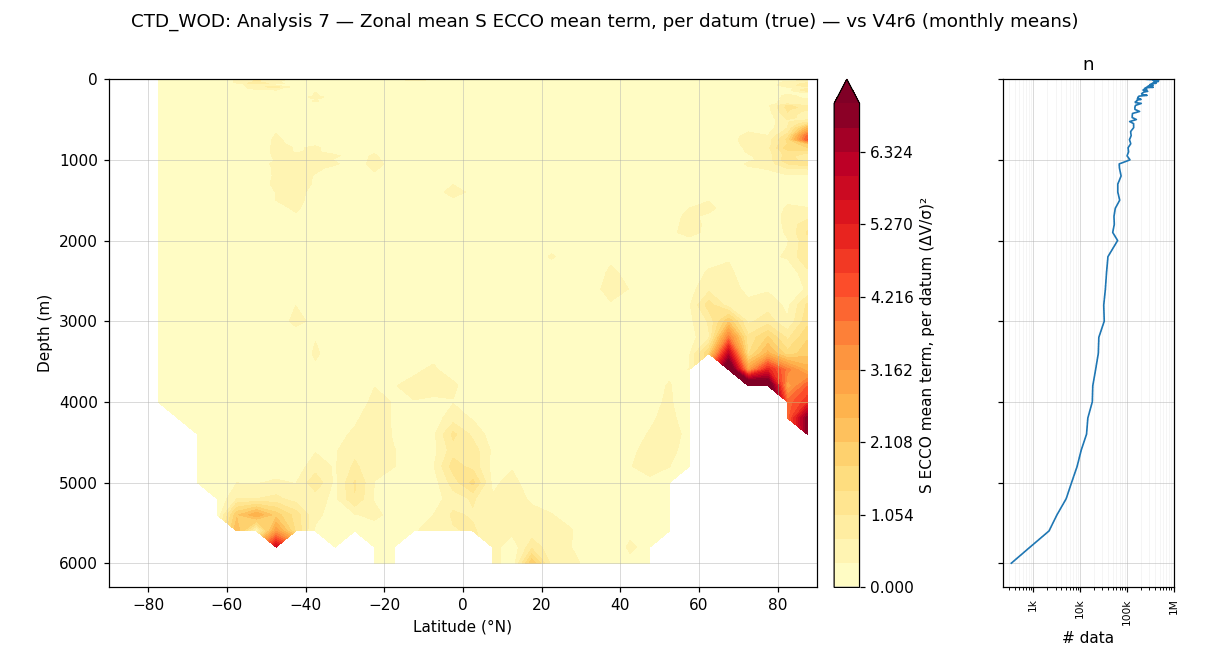 CTD_WOD: Analysis 7 — Zonal mean S ECCO mean term, per datum (true) — vs V4r6 (monthly means)
n
0
1000
2000
3000
4000
5000
6000
Depth (m)
−80
−60
−40
−20
0
20
40
60
80
Latitude (°N)
6.324
5.270
4.216
3.162
2.108
1.054
0.000
S ECCO mean term, per datum (ΔV/σ)²
1k
10k
100k
1M
# data